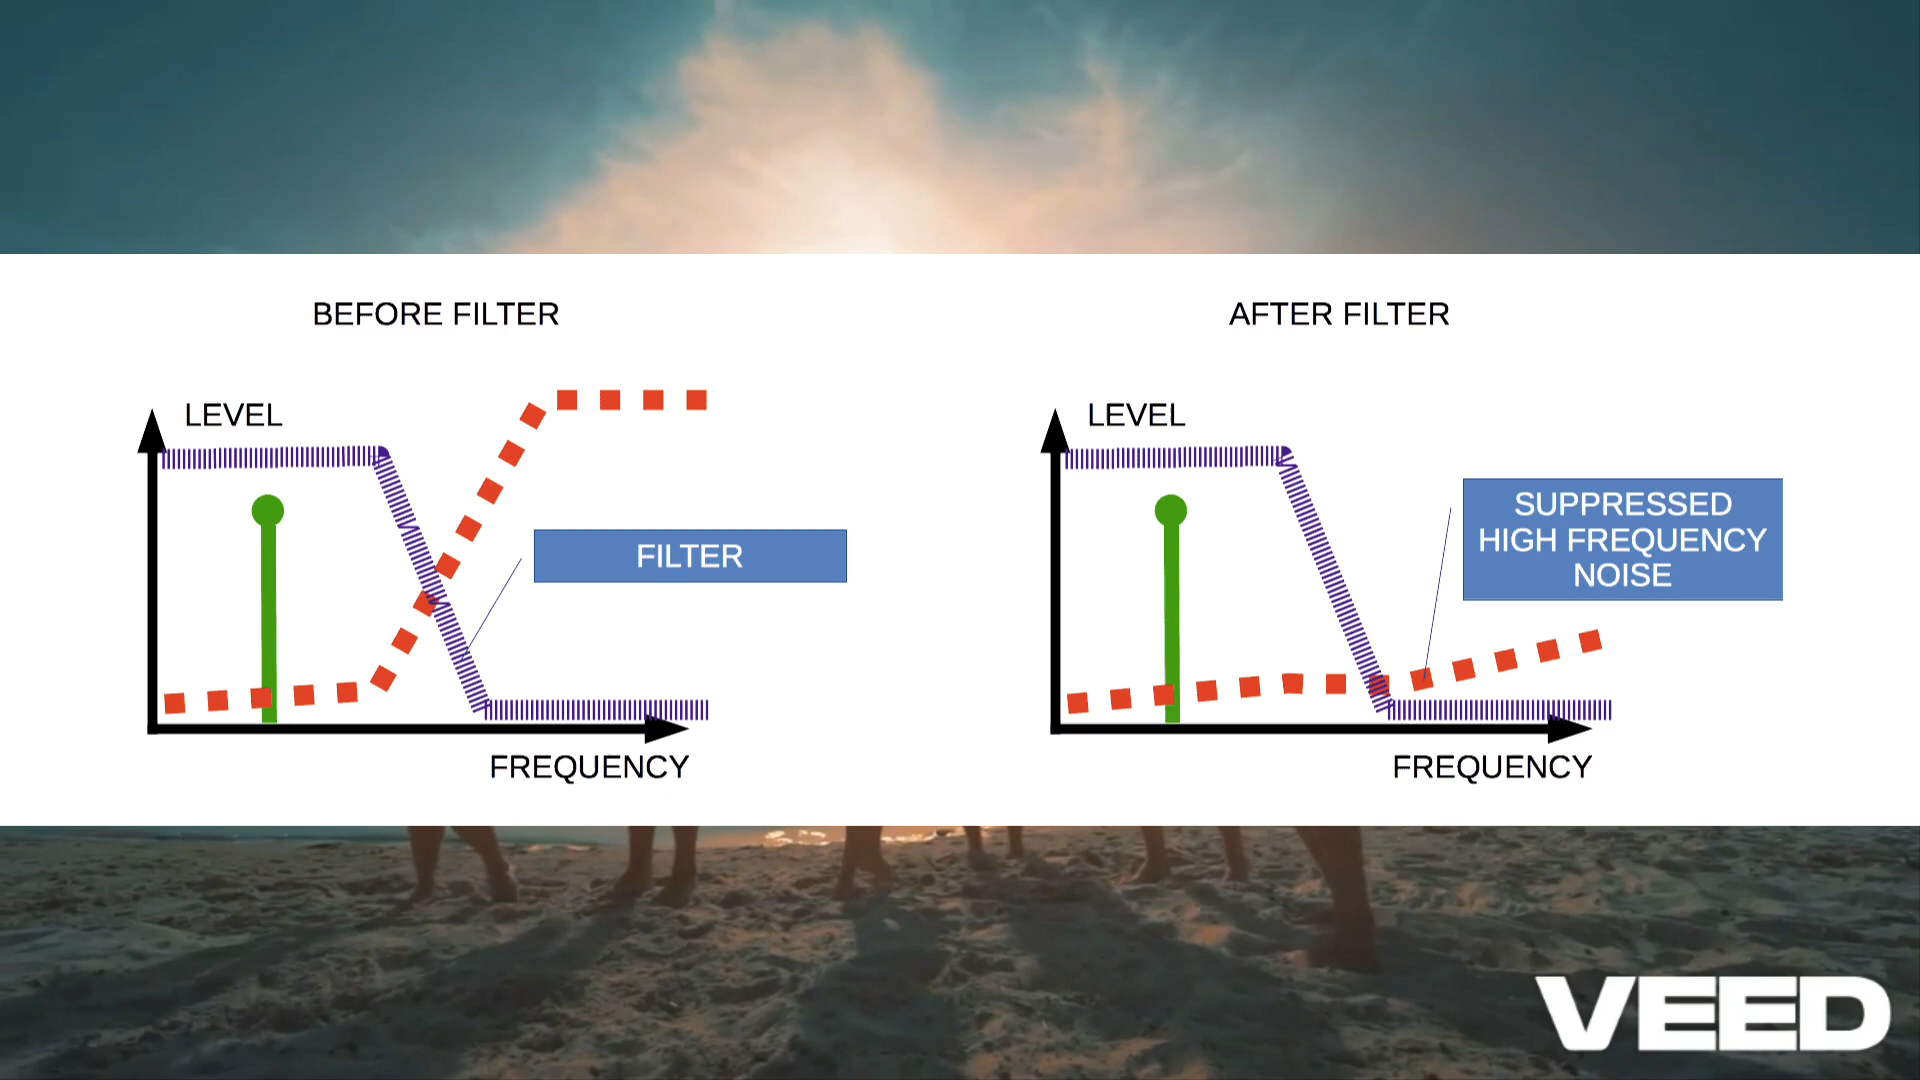 BEFORE FILTER
AFTER FILTER
LEVEL
FILTER
FREQUENCY
LEVEL
SUPPRESSED
HIGH FREQUENCY
NOISE
FREQUENCY
VEED